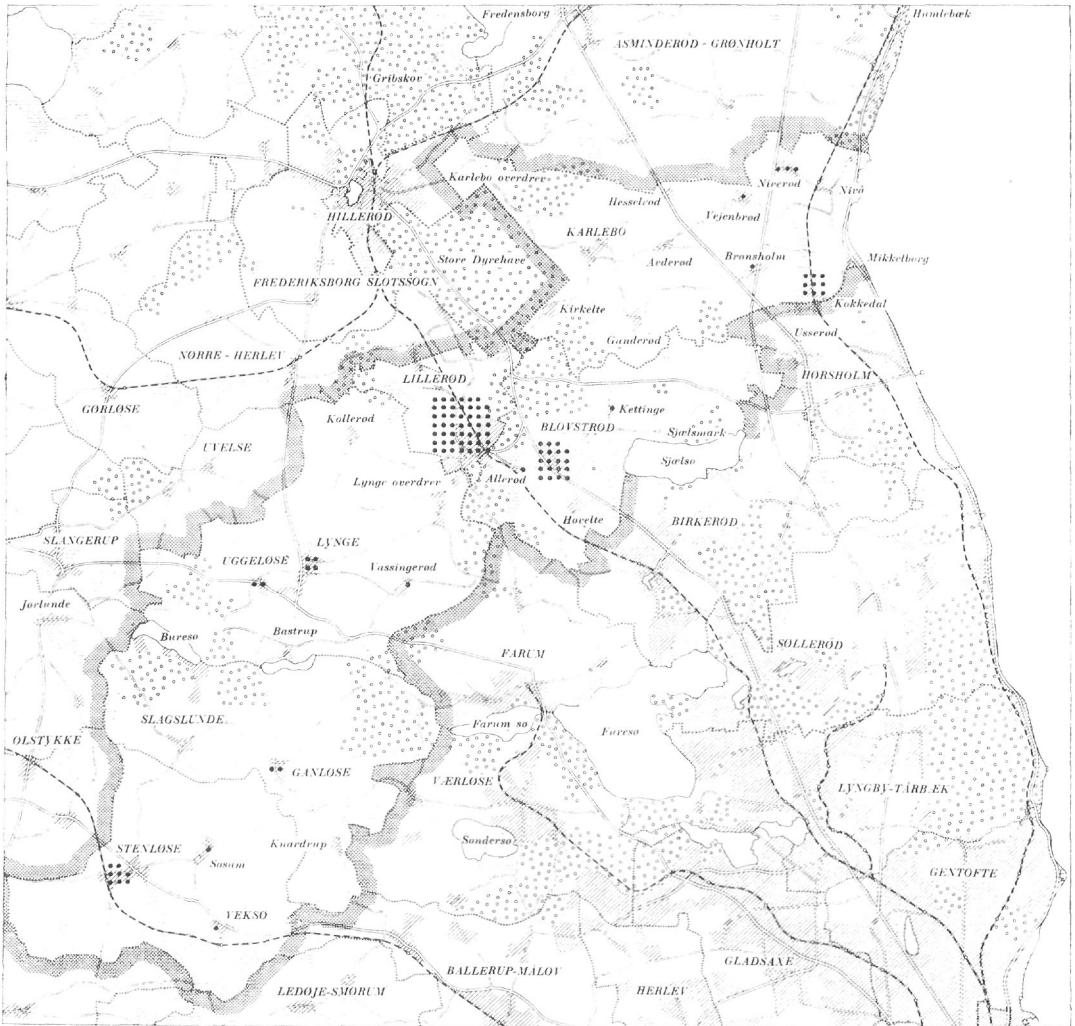 Fredensborg
Humlebæk
ASMINDERØD - GRØNHOLT
Gribskov
Karlebo overdrev
Niverød
Hesselrød
Nivå
Vejenbrød
HILLERØD
KARLEBO
Store Dyrehave
Avderød
Brønsholm
Mikkelborg
FREDERIKSBORG SLOTSSOGN
Kokkedal
Kirkelte
Usserød
Gunderød
NØRRE - HERLEV
HØRSHOLM
LILLERØD
GØRLØSE
Kollerød
Kettinge
BLOVSTRØD
Sjælsmark
UVELSE
Sjælsø
Lynge overdrev
Allerød
Høvelte
BIRKERØD
SLANGERUP
LYNGE
UGGELØSE
Vassingerød
Jørlunde
Buresø
Bastrup
SØLLERØD
FARUM
SLAGSLUNDE
Farum sø
Furesø
ØLSTYKKE
GANLØSE
VÆRLØSE
LYNGBY-TÅRBÆK
STENLØSE
Søsum
Knardrup
Søndersø
GENTOFTE
VEKSØ
BALLERUP-MÅLØV
GLADSAXE
LEDØJE-SMØRUM
HERLEV